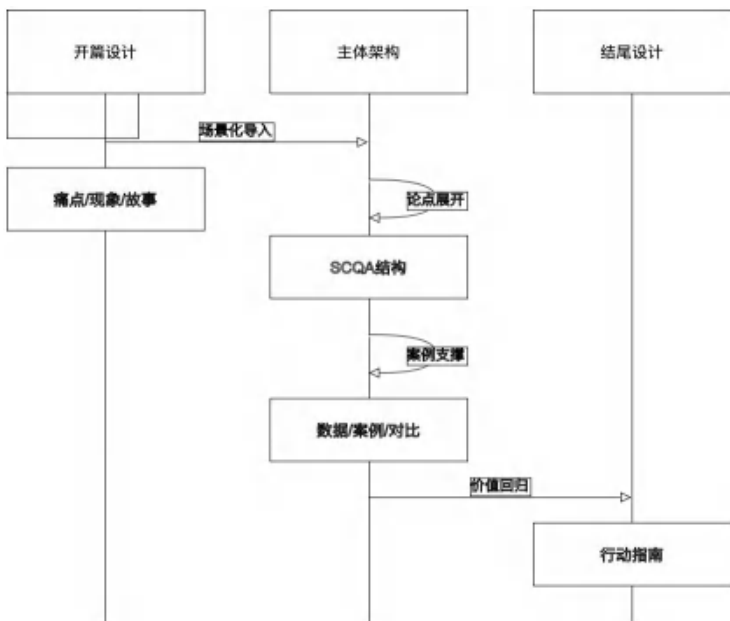 开篇设计
主体架构
结尾设计
场景化导入
痛点/现象/故事
论点展开
SCQA结构
案例支撑
数据/案例/对比
价值回归
行动指南